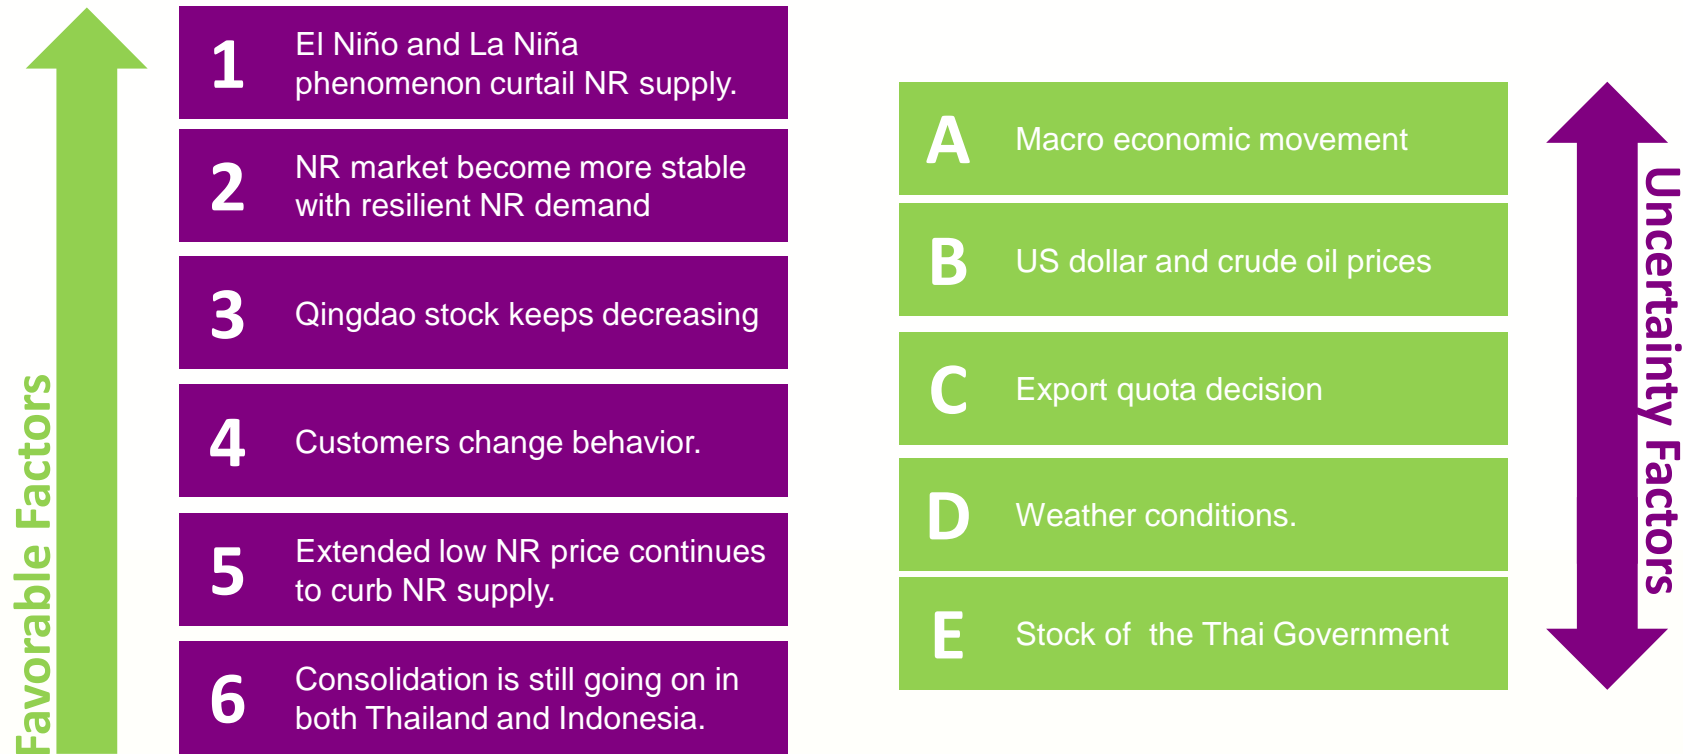 Favorable Factors
1
El Niño and La Niña
phenomenon curtail NR supply.
2
NR market become more stable
with resilient NR demand
3
Qingdao stock keeps decreasing
4
Customers change behavior.
5
Extended low NR price continues
to curb NR supply.
6
Consolidation is still going on in
both Thailand and Indonesia.
A
Macro economic movement
B
US dollar and crude oil prices
C
Export quota decision
D
Weather conditions.
E
Stock of  the Thai Government
Uncertainty Factors